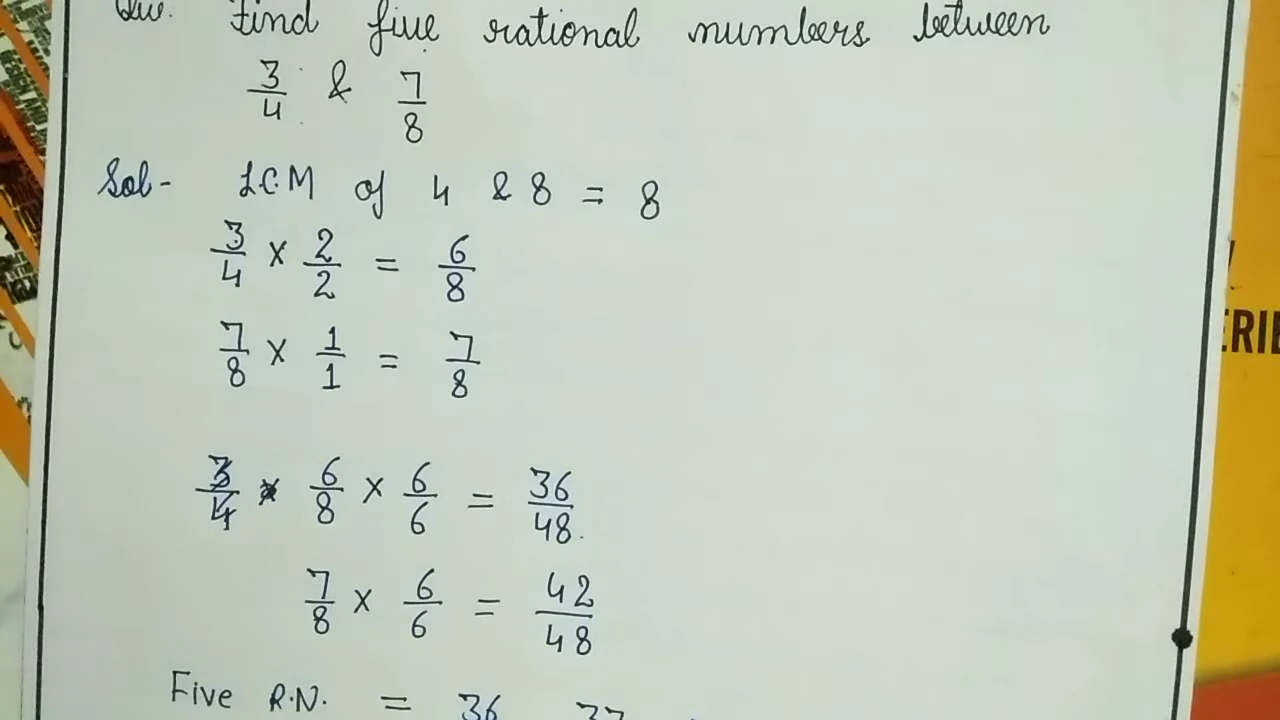 Que. Find five rational numbers between
3/4 & 7/8
Sol- L.C.M of 4 & 8 = 8
3/4 × 2/2 = 6/8
7/8 × 1/1 = 7/8
6/8 × 6/6 = 36/48
7/8 × 6/6 = 42/48
Five R.N. = 36 37
ERIE